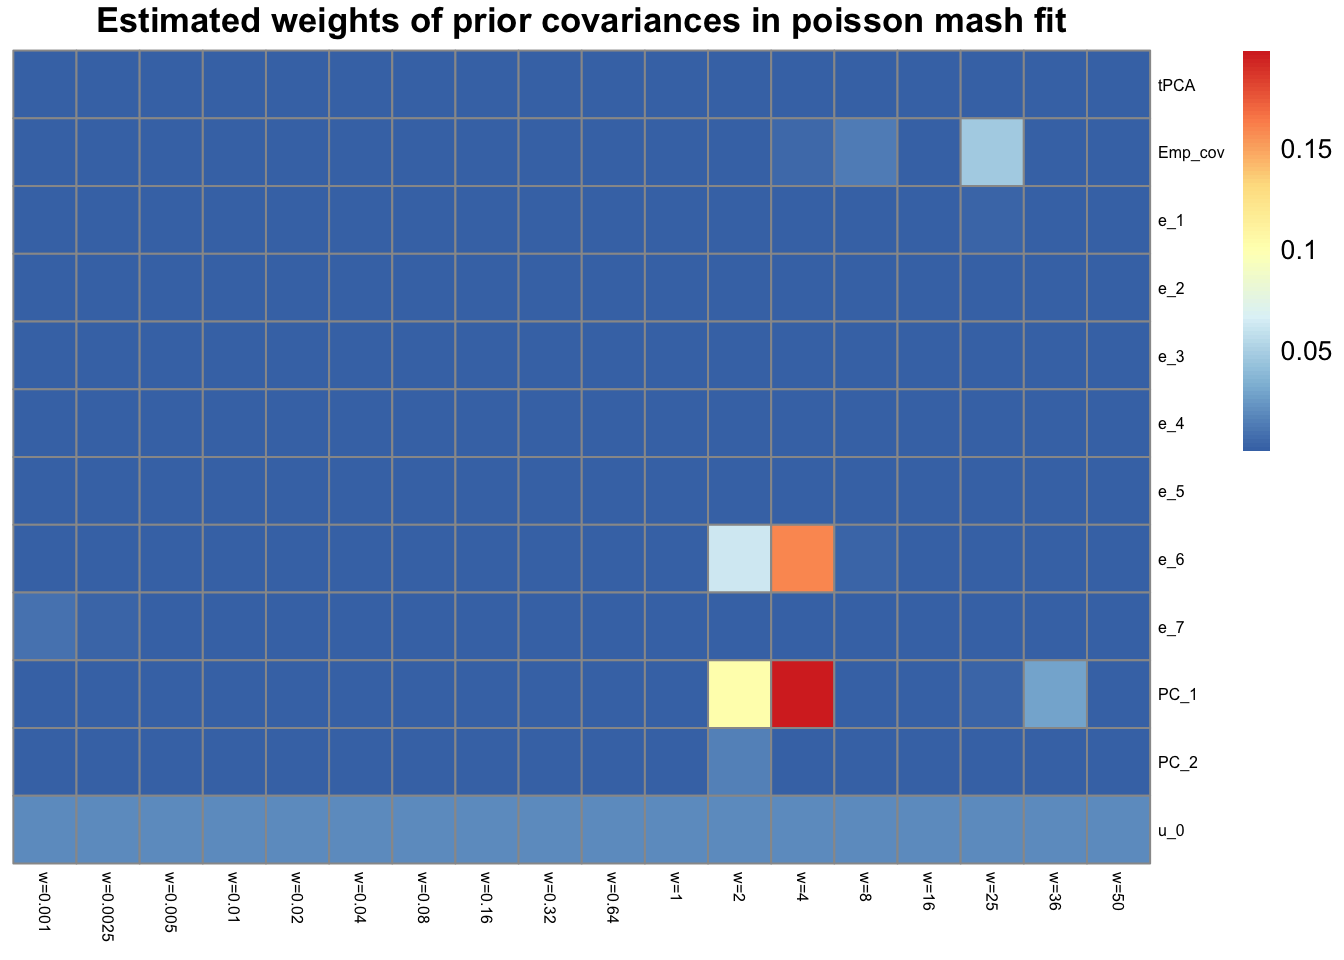 Estimated weights of prior covariances in poisson mash fit
tPCA
Emp_cov
e_1
e_2
e_3
e_4
e_5
e_6
e_7
PC_1
PC_2
u_0
0.15
0.1
0.05
w=0.001
w=0.0025
w=0.005
w=0.01
w=0.02
w=0.04
w=0.08
w=0.16
w=0.32
w=0.64
w=1
w=2
w=4
w=8
w=16
w=25
w=36
w=50